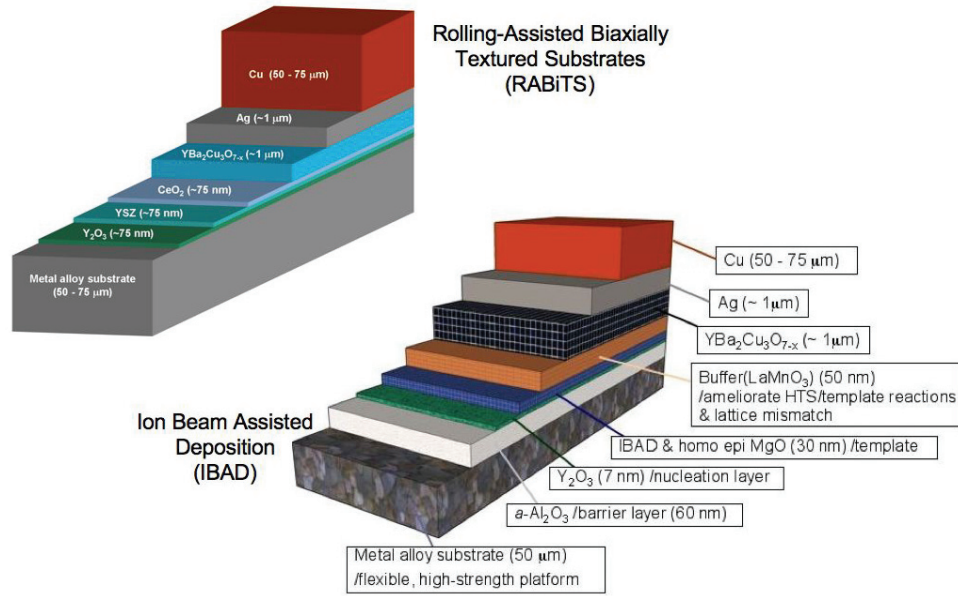 Rolling-Assisted Biaxially
Textured Substrates
(RABiTS)
Cu (50 - 75 μm)
Ag (~1 μm)
YBa₂Cu₃O₇₋ₓ (~1 μm)
CeO₂ (~75 nm)
YSZ (~75 nm)
Y₂O₃ (~75 nm)
Metal alloy substrate
(50 - 75 μm)
Ion Beam Assisted
Deposition
(IBAD)
Cu (50 - 75 μm)
Ag (~ 1μm)
YBa₂Cu₃O₇₋ₓ (~ 1μm)
Buffer(LaMnO₃) (50 nm)
/ameliorate HTS/template reactions
& lattice mismatch
IBAD & homo epi MgO (30 nm) /template
Y₂O₃ (7 nm) /nucleation layer
a-Al₂O₃ /barrier layer (60 nm)
Metal alloy substrate (50 μm)
/flexible, high-strength platform